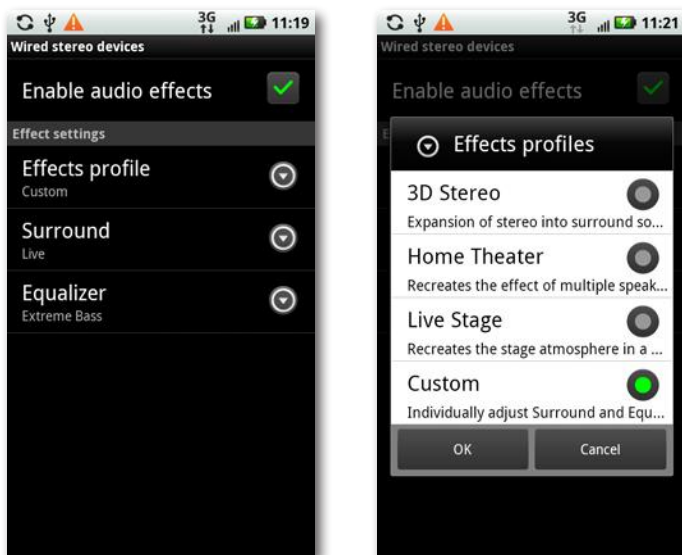 3G 11:19
Wired stereo devices
Enable audio effects
Effect settings
Effects profile
Custom
Surround
Live
Equalizer
Extreme Bass
3G 11:21
Wired stereo devices
Enable audio effects
E
Effects profiles
3D Stereo
Expansion of stereo into surround so...
Home Theater
Recreates the effect of multiple speak...
Live Stage
Recreates the stage atmosphere in a ...
Custom
Individually adjust Surround and Equ...
OK Cancel